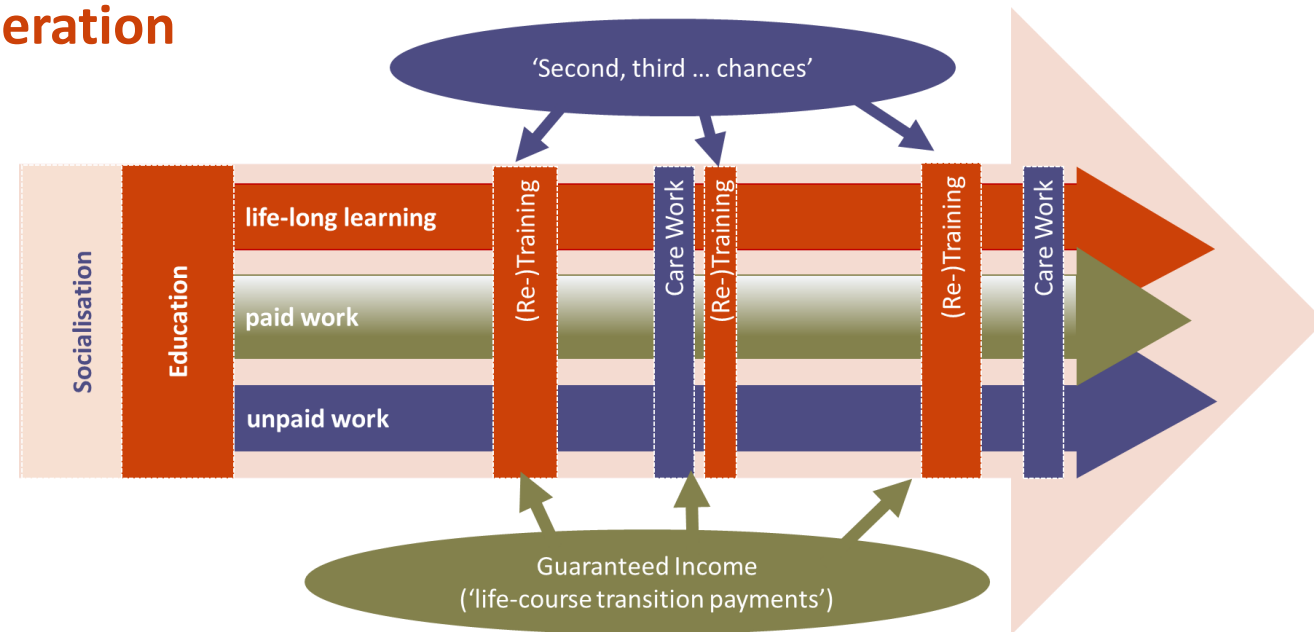 eration
‘Second, third ... chances’
Socialisation
Education
life-long learning
paid work
unpaid work
(Re-)Training
Care Work
(Re-)Training
(Re-)Training
Care Work
Guaranteed Income
(‘life-course transition payments’)